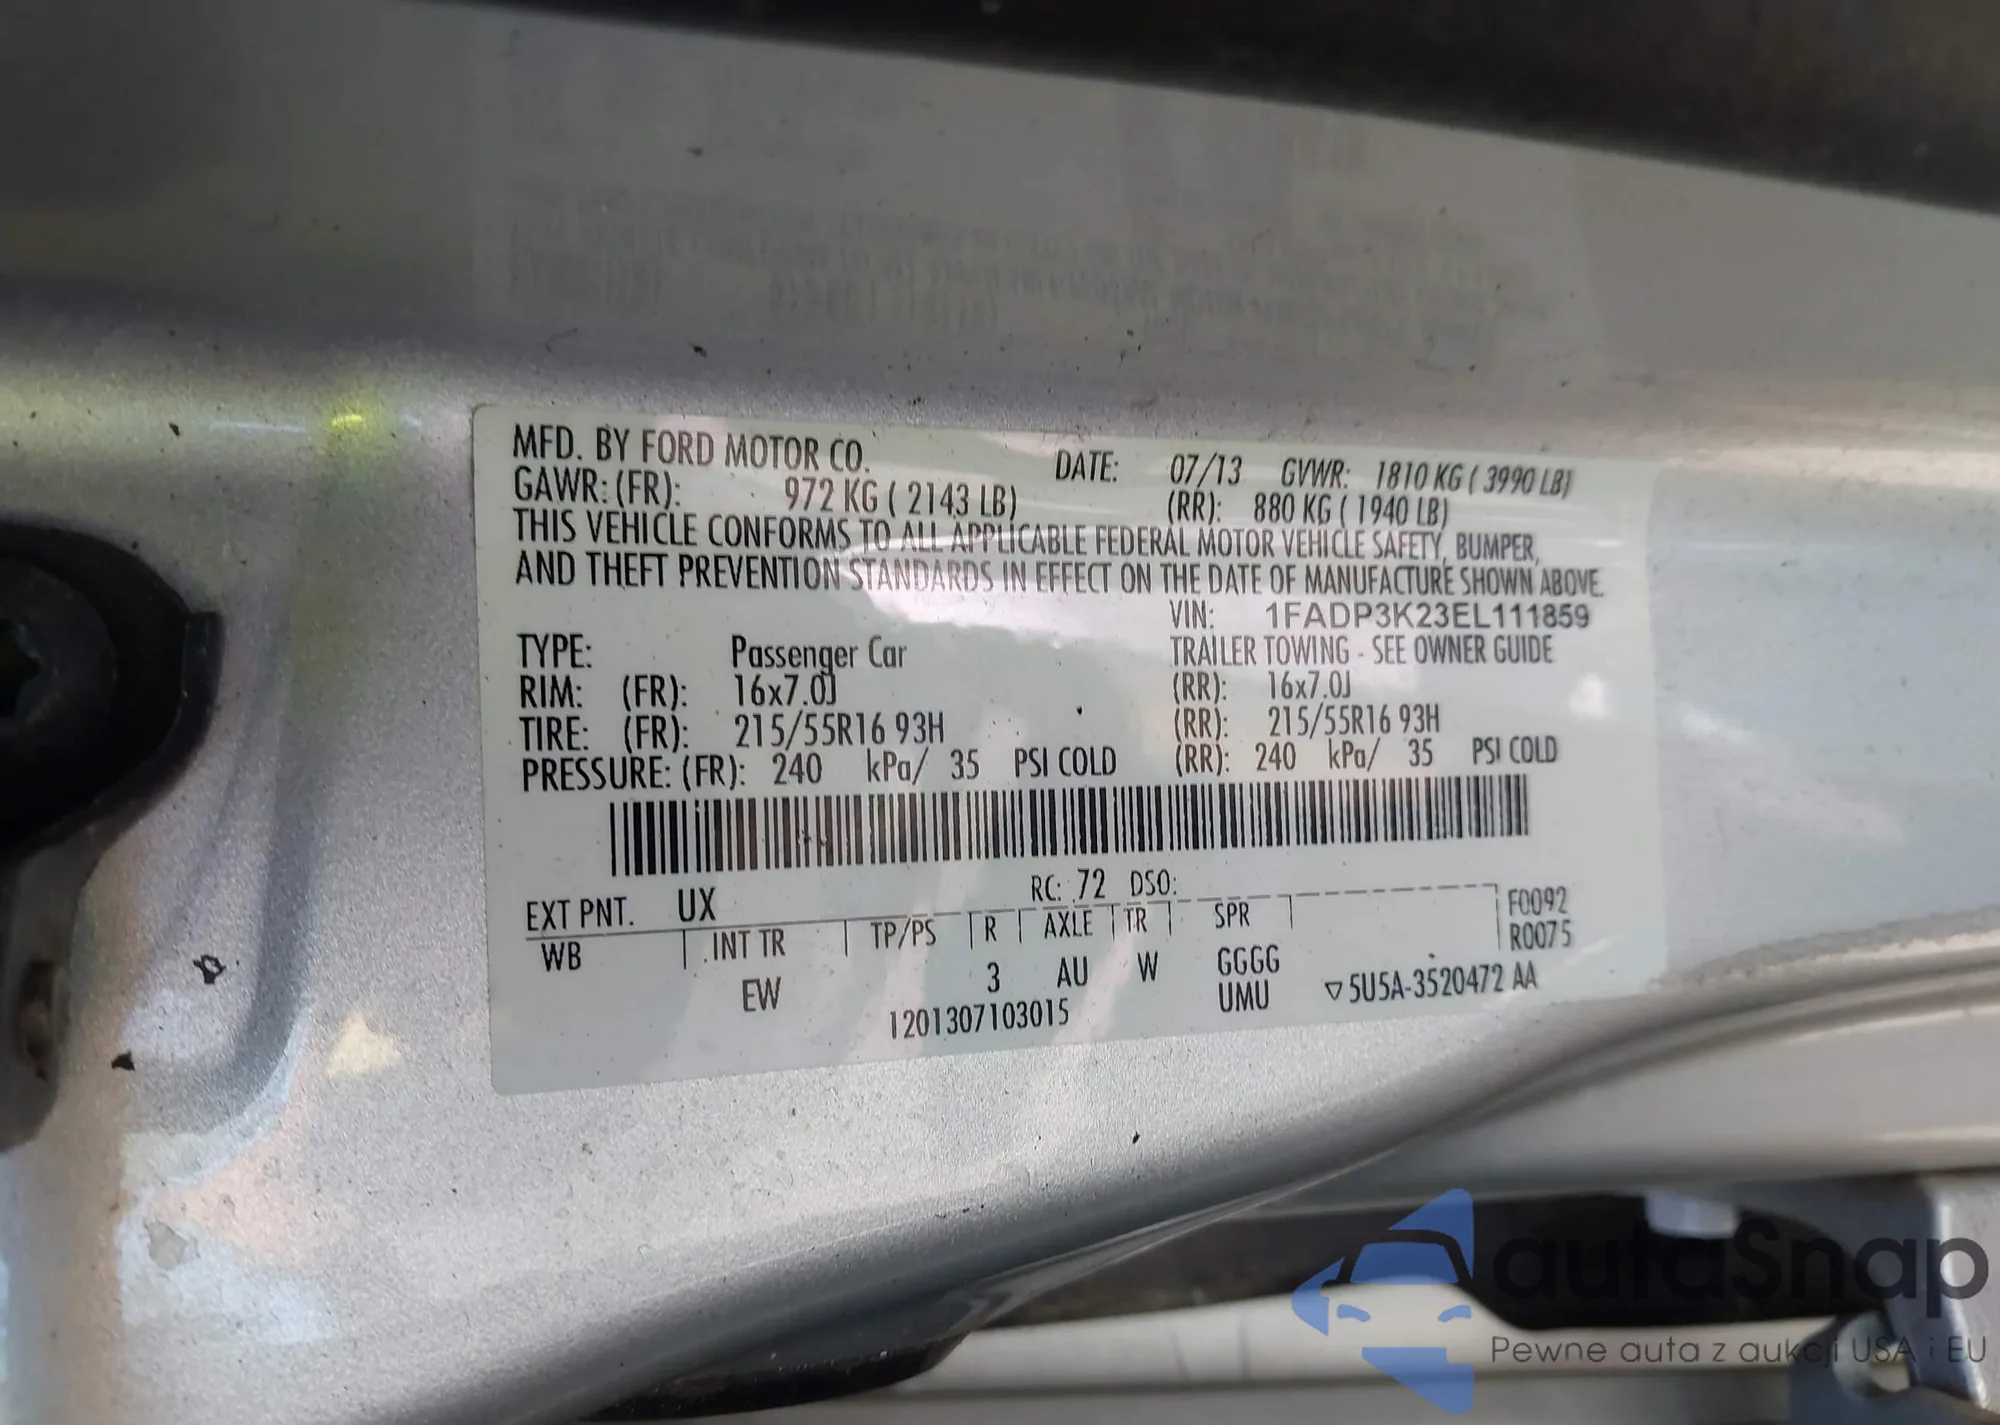 MFD. BY FORD MOTOR CO. DATE: 07/13 GVWR: 1810 KG ( 3990 LB)
GAWR: (FR): 972 KG ( 2143 LB) (RR): 880 KG ( 1940 LB)
THIS VEHICLE CONFORMS TO ALL APPLICABLE FEDERAL MOTOR VEHICLE SAFETY, BUMPER,
AND THEFT PREVENTION STANDARDS IN EFFECT ON THE DATE OF MANUFACTURE SHOWN ABOVE.
VIN: 1FADP3K23EL111859
TYPE: Passenger Car TRAILER TOWING - SEE OWNER GUIDE
RIM: (FR): 16x7.0J (RR): 16x7.0J
TIRE: (FR): 215/55R16 93H (RR): 215/55R16 93H
PRESSURE: (FR): 240 kPa/ 35 PSI COLD (RR): 240 kPa/ 35 PSI COLD
EXT PNT. UX RC: 72 DSO: F0092
WB INT TR TP/PS R AXLE TR SPR R0075
EW 3 AU W GGGG
UMU ▽5U5A-3520472 AA
1201307103015
autaSnap
Pewne auta z aukcji USA i EU